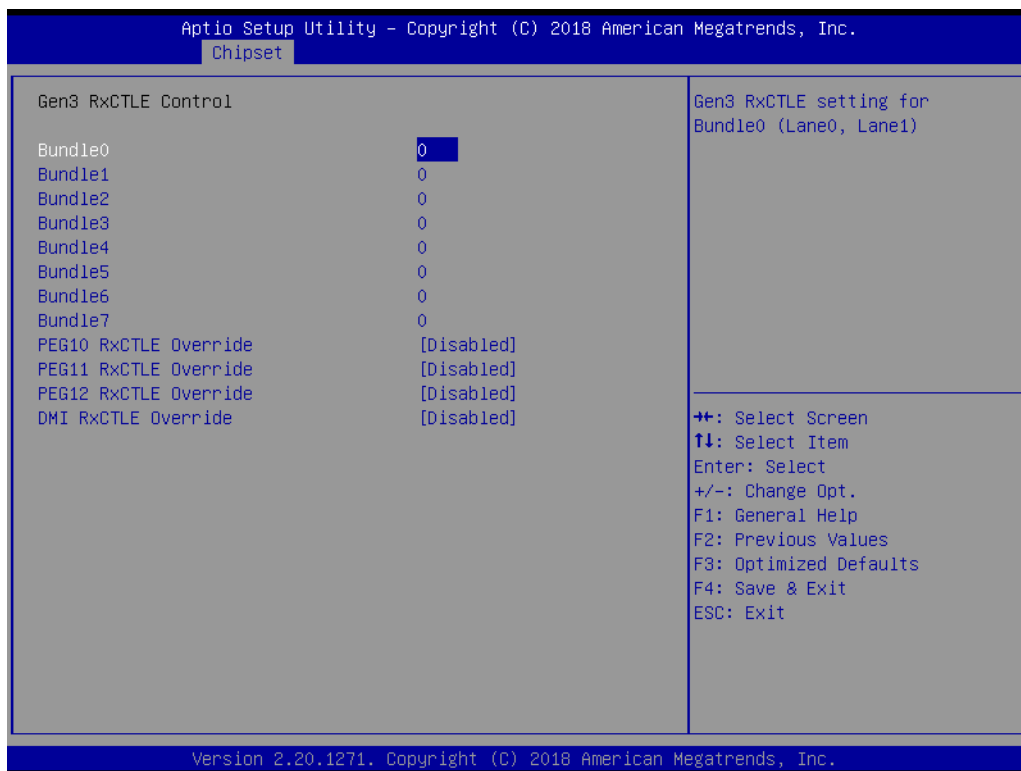 Aptio Setup Utility – Copyright (C) 2018 American Megatrends, Inc.
Chipset
Gen3 RxCTLE Control
Bundle0 0
Bundle1 0
Bundle2 0
Bundle3 0
Bundle4 0
Bundle5 0
Bundle6 0
Bundle7 0
PEG10 RxCTLE Override [Disabled]
PEG11 RxCTLE Override [Disabled]
PEG12 RxCTLE Override [Disabled]
DMI RxCTLE Override [Disabled]
Gen3 RxCTLE setting for
Bundle0 (Lane0, Lane1)
→←: Select Screen
↑↓: Select Item
Enter: Select
+/-: Change Opt.
F1: General Help
F2: Previous Values
F3: Optimized Defaults
F4: Save & Exit
ESC: Exit
Version 2.20.1271. Copyright (C) 2018 American Megatrends, Inc.